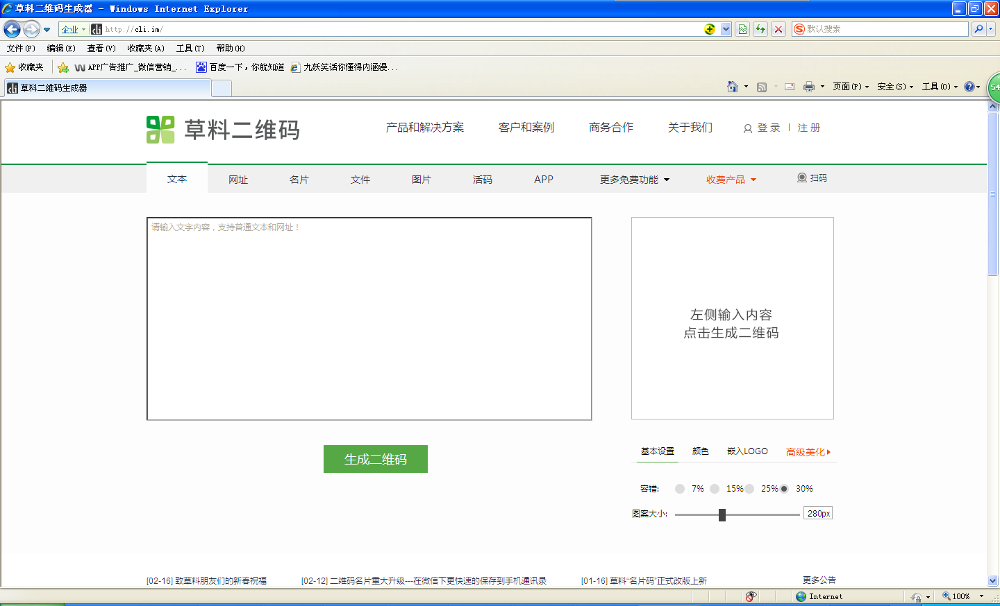 草料二维码生成器 - Windows Internet Explorer
企业 http://cli.im/ 默认搜索
文件(F) 编辑(E) 查看(V) 收藏夹(A) 工具(T) 帮助(H)
收藏夹 APP广告推广_微信营销_... 百度一下，你就知道 九妖笑话你懂得内涵漫...
草料二维码生成器 页面(P) 安全(S) 工具(O) 54
草料二维码 产品和解决方案 客户和案例 商务合作 关于我们 登录 | 注册
文本 网址 名片 文件 图片 活码 APP 更多免费功能 收费产品 扫码
请输入文字内容，支持普通文本和网址！
左侧输入内容
点击生成二维码
生成二维码
基本设置 颜色 嵌入LOGO 高级美化
容错: 7% 15% 25% 30%
图案大小: 280px
[02-16] 致草料朋友们的新春祝福 [02-12] 二维码名片重大升级---在微信下更快速的保存到手机通讯录 [01-16] 草料“名片码”正式改版上新 更多公告
Internet 100%